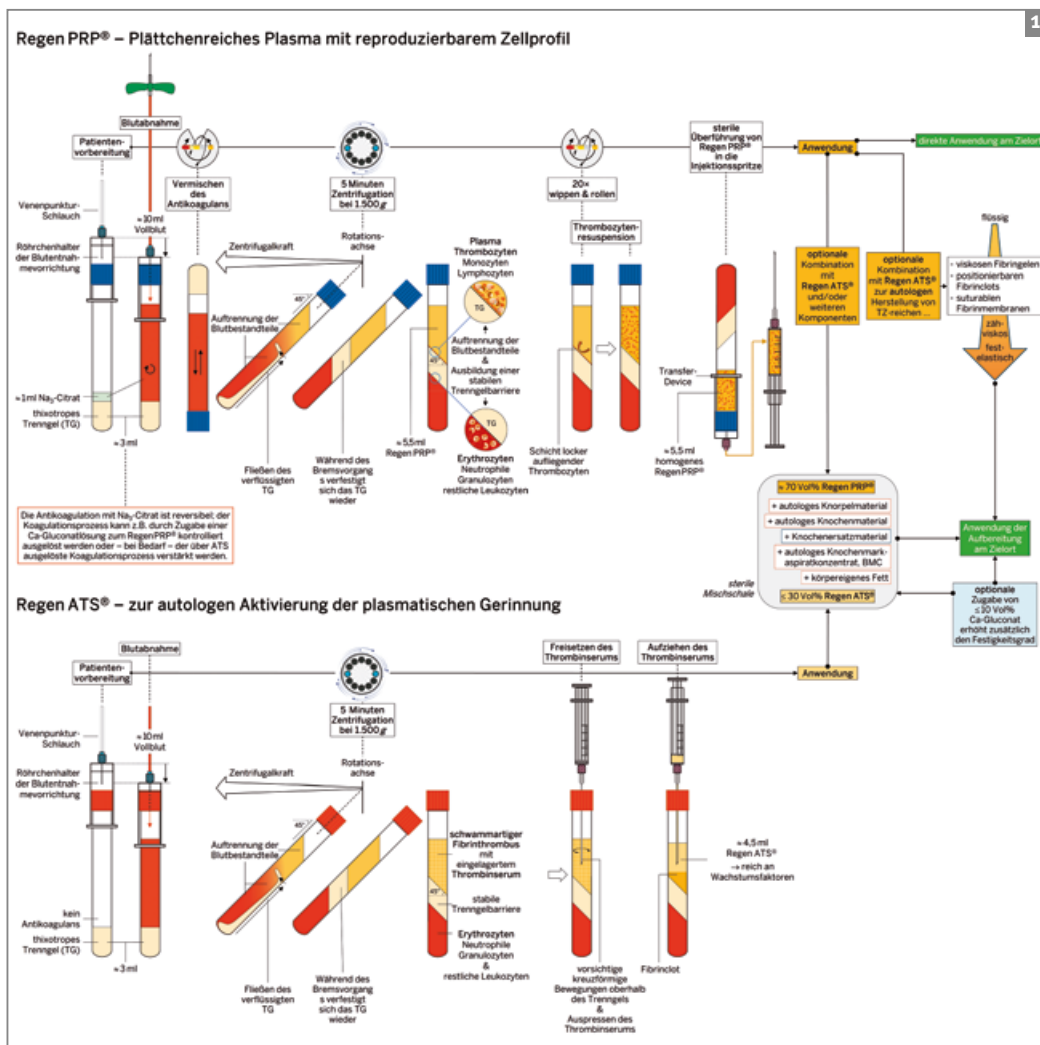 1
Regen PRP® – Plättchenreiches Plasma mit reproduzierbarem Zellprofil
Blutabnahme
Patienten-
vorbereitung
Vermischen
des
Antikoagulans
5 Minuten
Zentrifugation
bei 1.500 g
20×
wippen & rollen
sterile
Überführung von
Regen PRP®
in die
Injektionsspritze
Anwendung
direkte Anwendung am Zielort
Venenpunktur-
Schlauch
≈10 ml
Vollblut
Röhrchenhalter
der Blutentnah-
mevorrichtung
Zentrifugalkraft
Rotations-
achse
45°
Auftrennung der
Blutbestandteile
Plasma
Thrombozyten
Monozyten
Lymphozyten
TG
Auftrennung der
Blutbestandteile
&
Ausbildung einer
stabilen
Trenngelbarriere
45°
TG
Erythrozyten
Neutrophile
Granulozyten
restliche Leukozyten
≈ 5,5 ml
Regen PRP®
Thrombozyten-
resuspension
Schicht locker
aufliegender
Thrombozyten
Transfer-
Device
≈ 5,5 ml
homogenes
RegenPRP®
≈ 1 ml Na₃-Citrat
thixotropes
Trenngel (TG)
≈ 3 ml
Fließen des
verflüssigten
TG
Während des
Bremsvorgang
s verfestigt
sich das TG
wieder
optionale
Kombination
mit
Regen ATS®
und/oder
weiteren
Komponenten
optionale
Kombination
mit Regen ATS®
zur autologen
Herstellung von
TZ-reichen ...
flüssig
· viskosen Fibringelen
· positionierbaren
Fibrinclots
· suturablen
Fibrinmembranen
zäh-
viskos
fest-
elastisch
Die Antikoagulation mit Na₃-Citrat ist reversibel; der
Koagulationsprozess kann z.B. durch Zugabe einer
Ca-Gluconatlösung zum RegenPRP® kontrolliert
ausgelöst werden oder – bei Bedarf – der über ATS
ausgelöste Koagulationsprozess verstärkt werden.
≈ 70 Vol% Regen PRP®
+ autologes Knorpelmaterial
+ autologes Knochenmaterial
+ Knochenersatzmaterial
+ autologes Knochenmark-
aspiratkonzentrat, BMC
+ körpereigenes Fett
≤ 30 Vol% Regen ATS®
sterile
Mischschale
Anwendung der
Aufbereitung
am Zielort
optionale
Zugabe von
≤ 10 Vol%
Ca-Gluconat
erhöht zusätzlich
den Festigkeitsgrad
Regen ATS® – zur autologen Aktivierung der plasmatischen Gerinnung
Blutabnahme
Patienten-
vorbereitung
5 Minuten
Zentrifugation
bei 1.500 g
Freisetzen des
Thrombinserums
Aufziehen des
Thrombinserums
Anwendung
Venenpunktur-
Schlauch
≈10 ml
Vollblut
Röhrchenhalter
der Blutentnah-
mevorrichtung
Zentrifugalkraft
Rotations-
achse
45°
Auftrennung der
Blutbestandteile
schwammartiger
Fibrinthrombus
mit
eingelagertem
Thrombinserum
45°
stabile
Trenngelbarriere
Erythrozyten
Neutrophile
Granulozyten
&
restliche Leukozyten
≈ 4,5 ml
Regen ATS®
→ reich an
Wachstumsfaktoren
kein
Antikoagulans
thixotropes
Trenngel (TG)
≈ 3 ml
Fließen des
verflüssigten
TG
Während des
Bremsvorgang
s verfestigt
sich das TG
wieder
vorsichtige
kreuzförmige
Bewegungen oberhalb
des Trenngels
&
Auspressen des
Thrombinserums
Fibrinclot